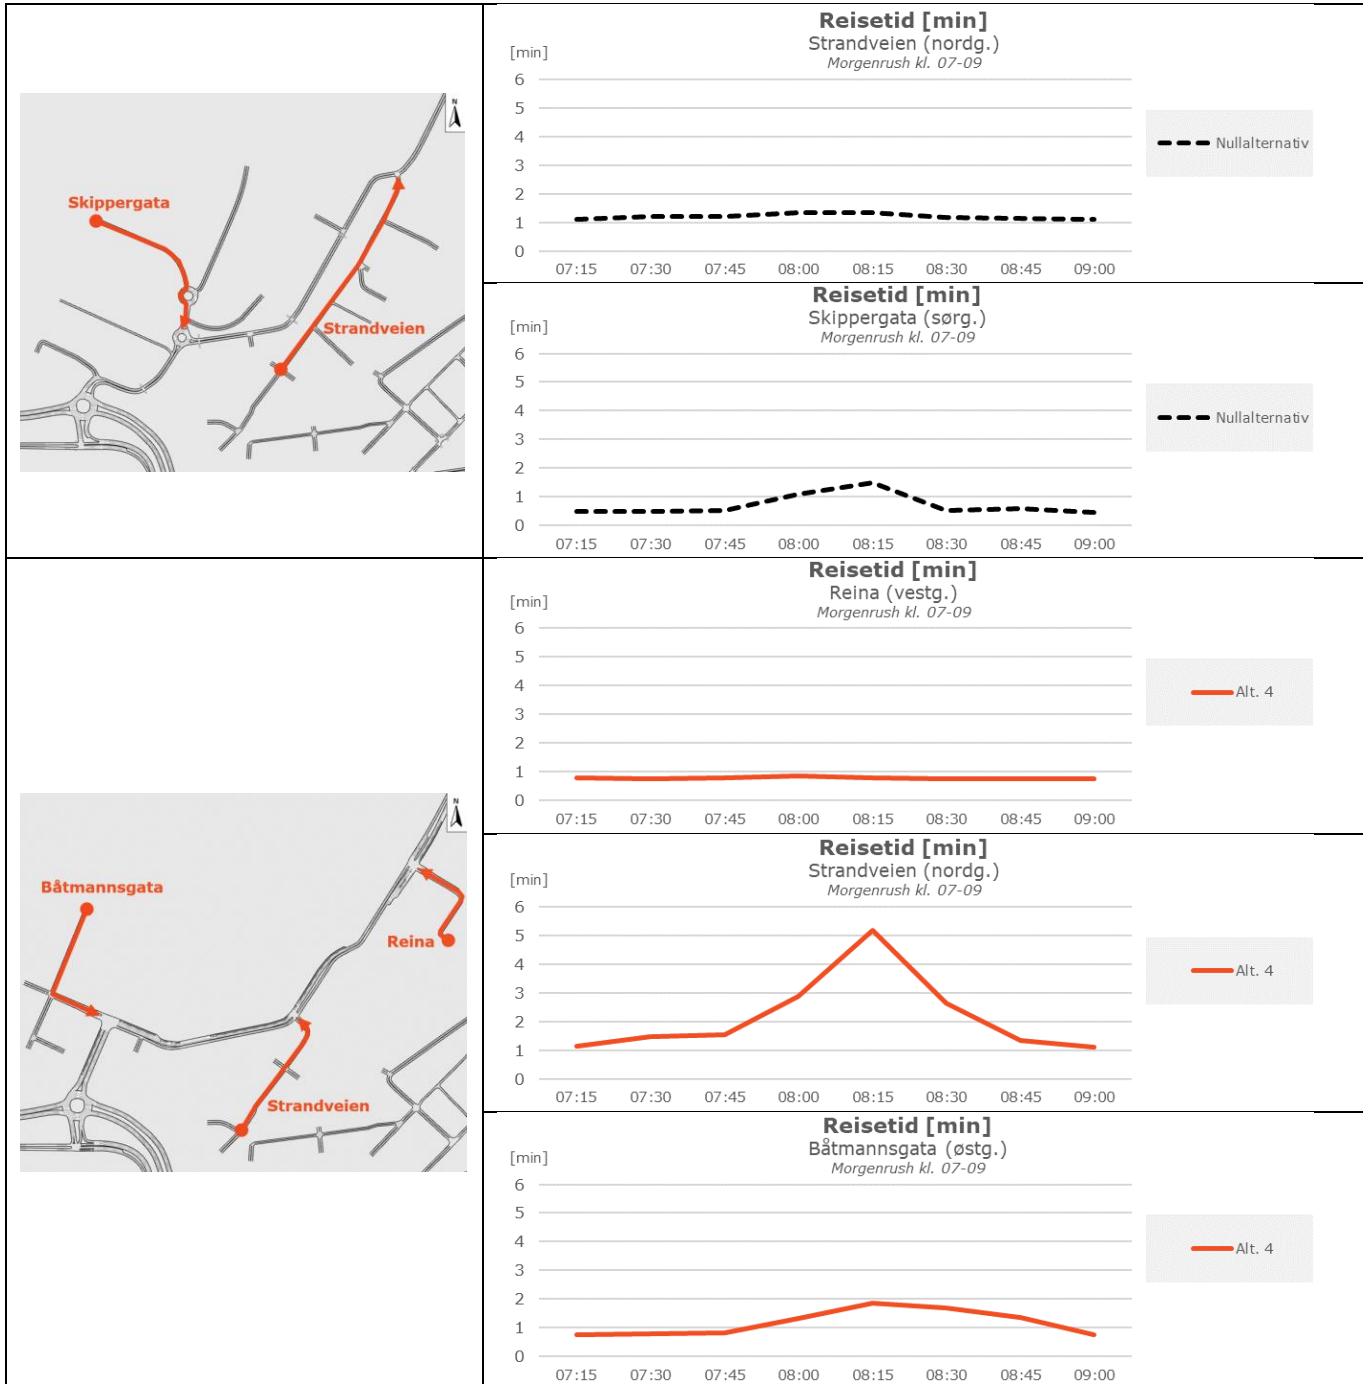 N
Skippergata
Strandveien
Reisetid [min]
Strandveien (nordg.)
Morgenrush kl. 07-09
[min]
6
5
4
3
2
1
0
07:15 07:30 07:45 08:00 08:15 08:30 08:45 09:00
Nullalternativ
Reisetid [min]
Skippergata (sørg.)
Morgenrush kl. 07-09
[min]
6
5
4
3
2
1
0
07:15 07:30 07:45 08:00 08:15 08:30 08:45 09:00
Nullalternativ
N
Båtmannsgata
Reina
Strandveien
Reisetid [min]
Reina (vestg.)
Morgenrush kl. 07-09
[min]
6
5
4
3
2
1
0
07:15 07:30 07:45 08:00 08:15 08:30 08:45 09:00
Alt. 4
Reisetid [min]
Strandveien (nordg.)
Morgenrush kl. 07-09
[min]
6
5
4
3
2
1
0
07:15 07:30 07:45 08:00 08:15 08:30 08:45 09:00
Alt. 4
Reisetid [min]
Båtmannsgata (østg.)
Morgenrush kl. 07-09
[min]
6
5
4
3
2
1
0
07:15 07:30 07:45 08:00 08:15 08:30 08:45 09:00
Alt. 4